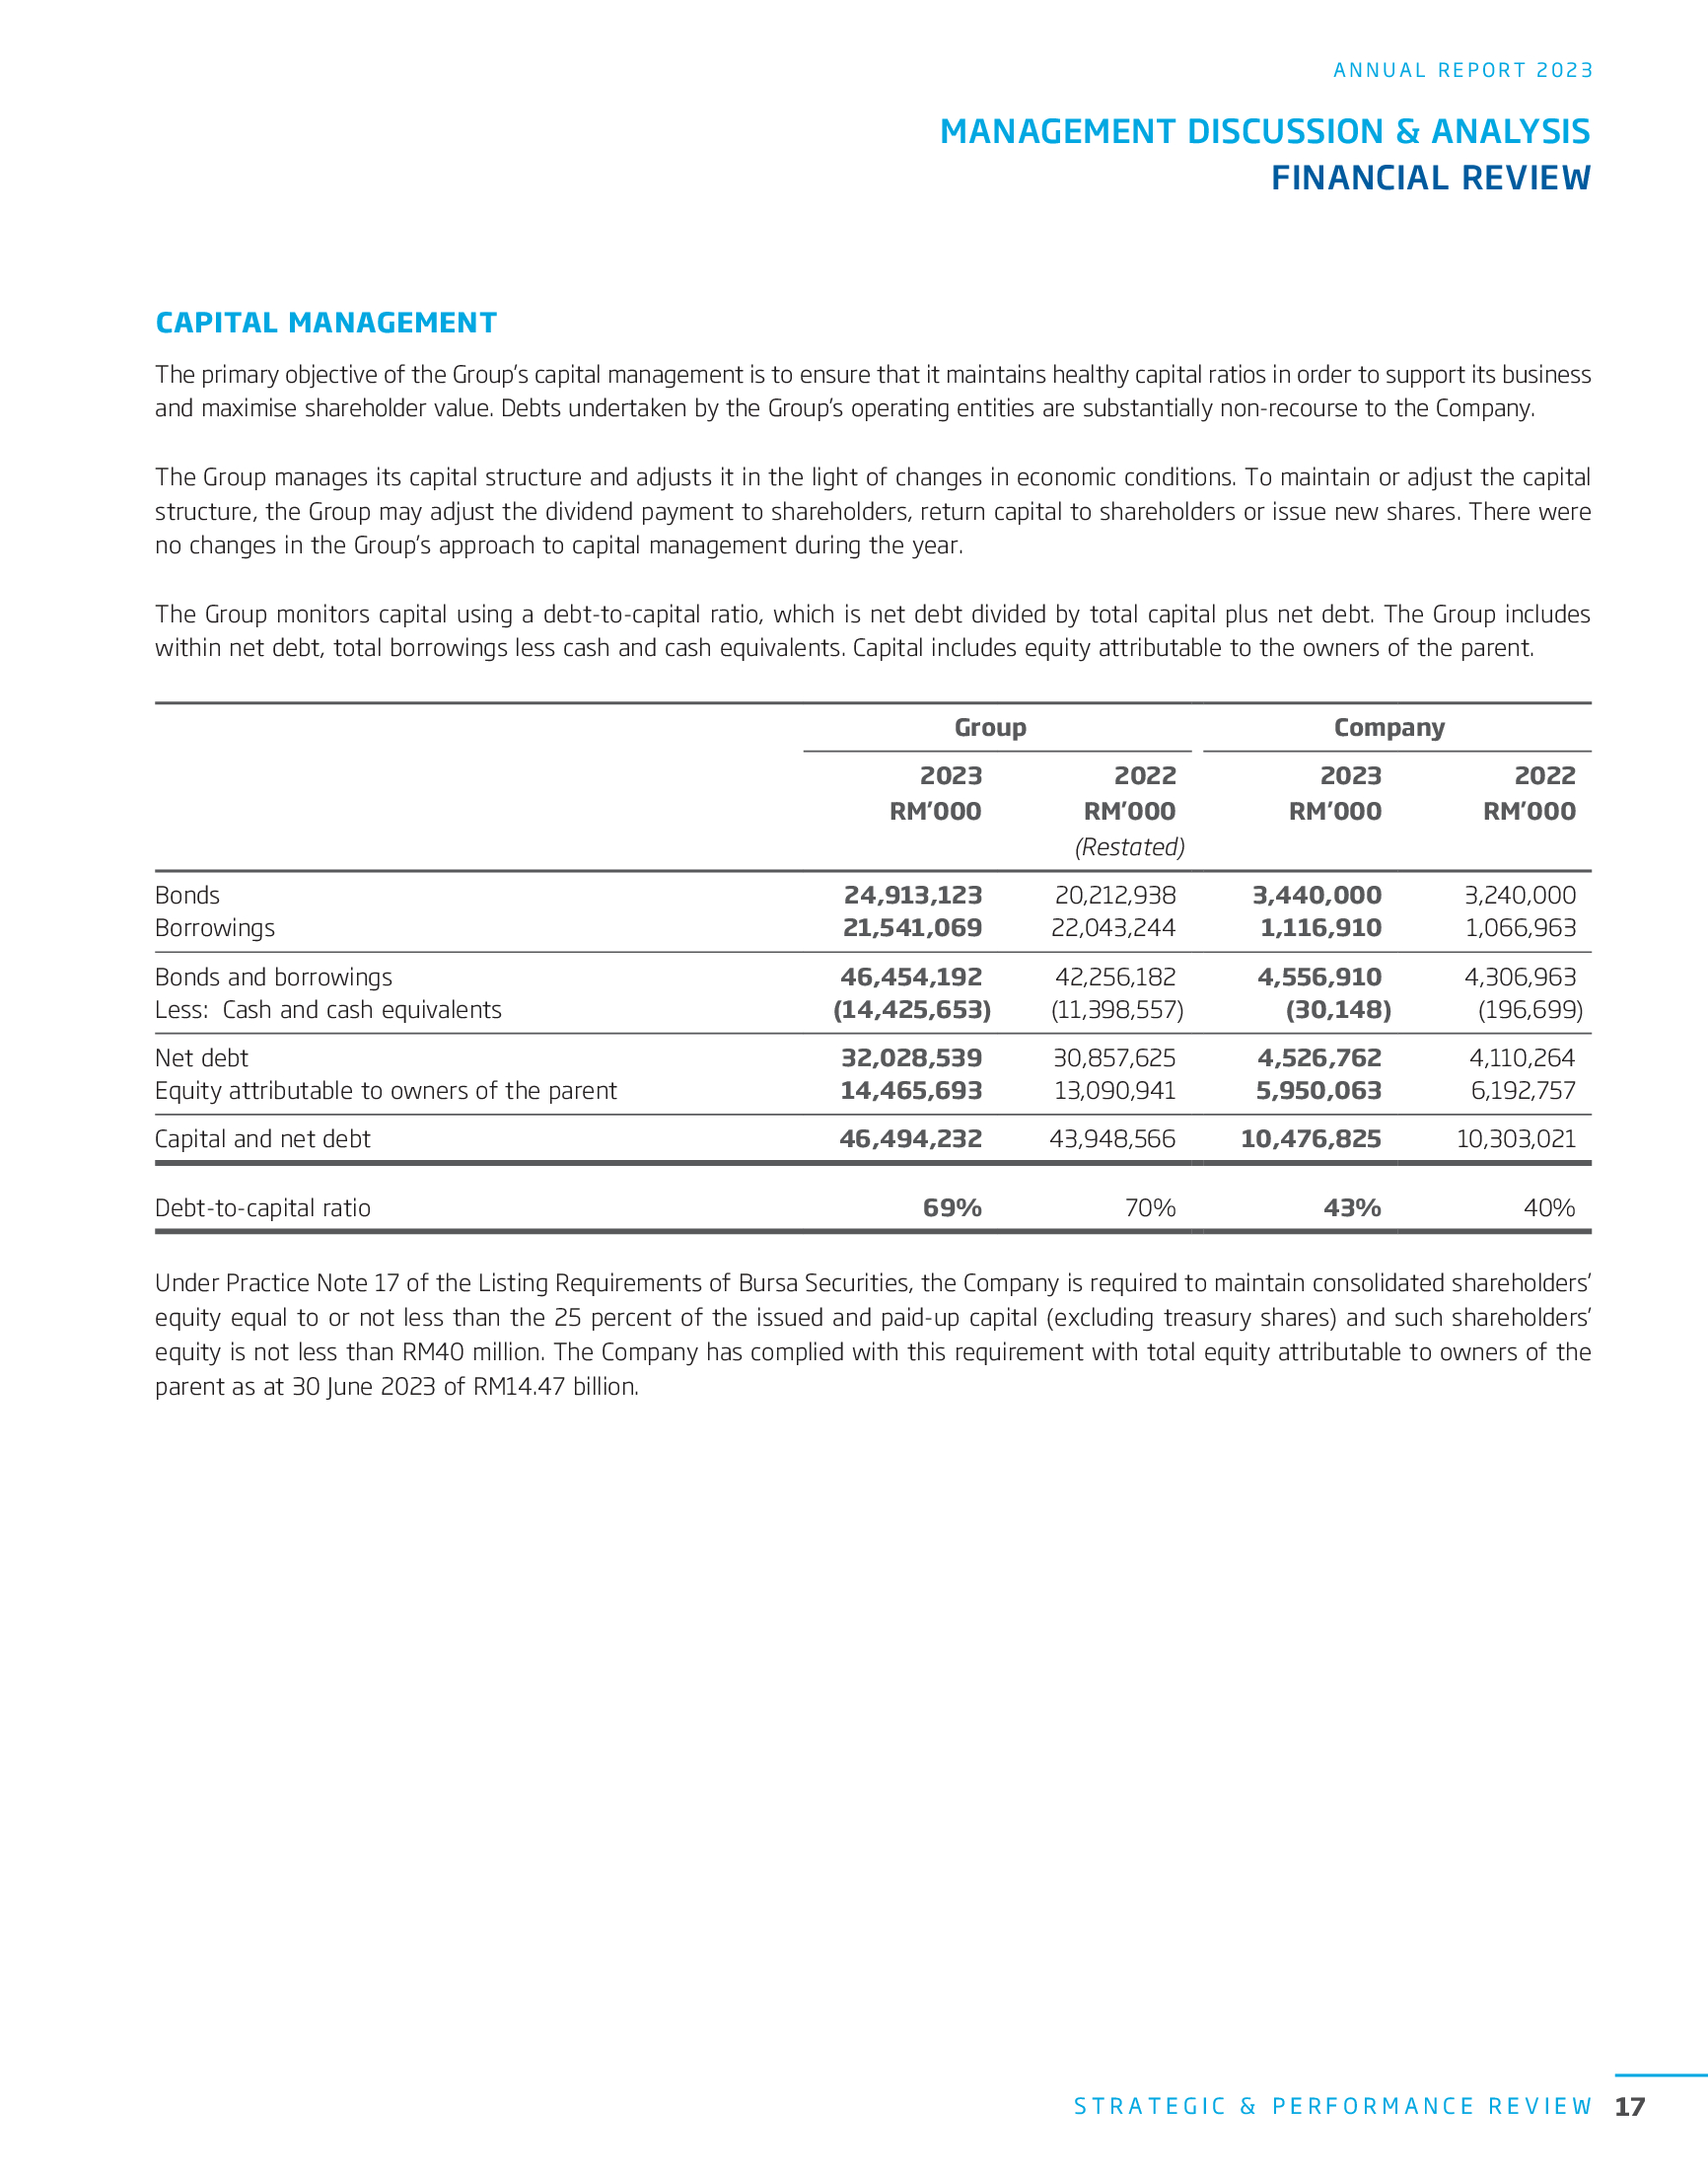 ANNUAL REPORT 2023
MANAGEMENT DISCUSSION & ANALYSIS
FINANCIAL REVIEW
CAPITAL MANAGEMENT
The primary objective of the Group’s capital management is to ensure that it maintains healthy capital ratios in order to support its business
and maximise shareholder value. Debts undertaken by the Group’s operating entities are substantially non-recourse to the Company.
The Group manages its capital structure and adjusts it in the light of changes in economic conditions. To maintain or adjust the capital
structure, the Group may adjust the dividend payment to shareholders, return capital to shareholders or issue new shares. There were
no changes in the Group’s approach to capital management during the year.
The Group monitors capital using a debt-to-capital ratio, which is net debt divided by total capital plus net debt. The Group includes
within net debt, total borrowings less cash and cash equivalents. Capital includes equity attributable to the owners of the parent.
Group Company
2023 2022 2023 2022
RM’000 RM’000 RM’000 RM’000
(Restated)
Bonds 24,913,123 20,212,938 3,440,000 3,240,000
Borrowings 21,541,069 22,043,244 1,116,910 1,066,963
Bonds and borrowings 46,454,192 42,256,182 4,556,910 4,306,963
Less: Cash and cash equivalents (14,425,653) (11,398,557) (30,148) (196,699)
Net debt 32,028,539 30,857,625 4,526,762 4,110,264
Equity attributable to owners of the parent 14,465,693 13,090,941 5,950,063 6,192,757
Capital and net debt 46,494,232 43,948,566 10,476,825 10,303,021
Debt-to-capital ratio 69% 70% 43% 40%
Under Practice Note 17 of the Listing Requirements of Bursa Securities, the Company is required to maintain consolidated shareholders’
equity equal to or not less than the 25 percent of the issued and paid-up capital (excluding treasury shares) and such shareholders’
equity is not less than RM40 million. The Company has complied with this requirement with total equity attributable to owners of the
parent as at 30 June 2023 of RM14.47 billion.
STRATEGIC & PERFORMANCE REVIEW 17